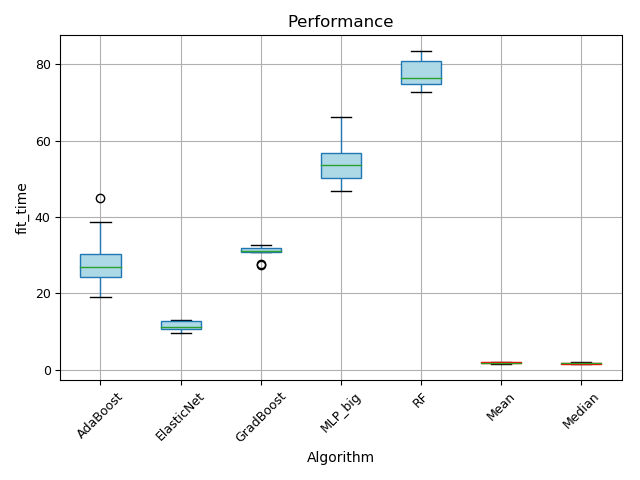 Performance
80
60
40
20
0
fit_time
AdaBoost
ElasticNet
GradBoost
MLP_big
RF
Mean
Median
Algorithm